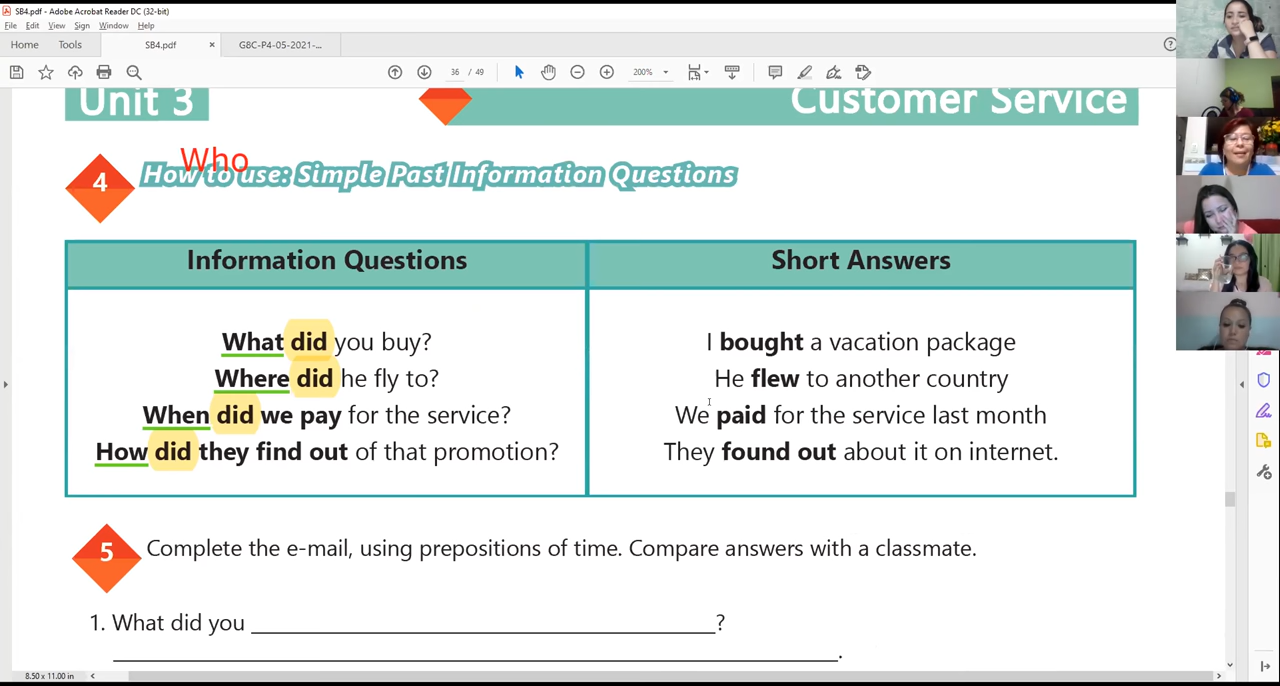 SB4.pdf - Adobe Acrobat Reader DC (32-bit)
File Edit View Sign Window Help
Home Tools SB4.pdf × G8C-P4-05-2021-...
36 / 49 200%
Unit 3 Customer Service
Who
4 How to use: Simple Past Information Questions
Information Questions Short Answers
What did you buy? I bought a vacation package
Where did he fly to? He flew to another country
When did we pay for the service? We paid for the service last month
How did they find out of that promotion? They found out about it on internet.
5 Complete the e-mail, using prepositions of time. Compare answers with a classmate.
1. What did you ______________________?
______________________.
8.50 x 11.00 in